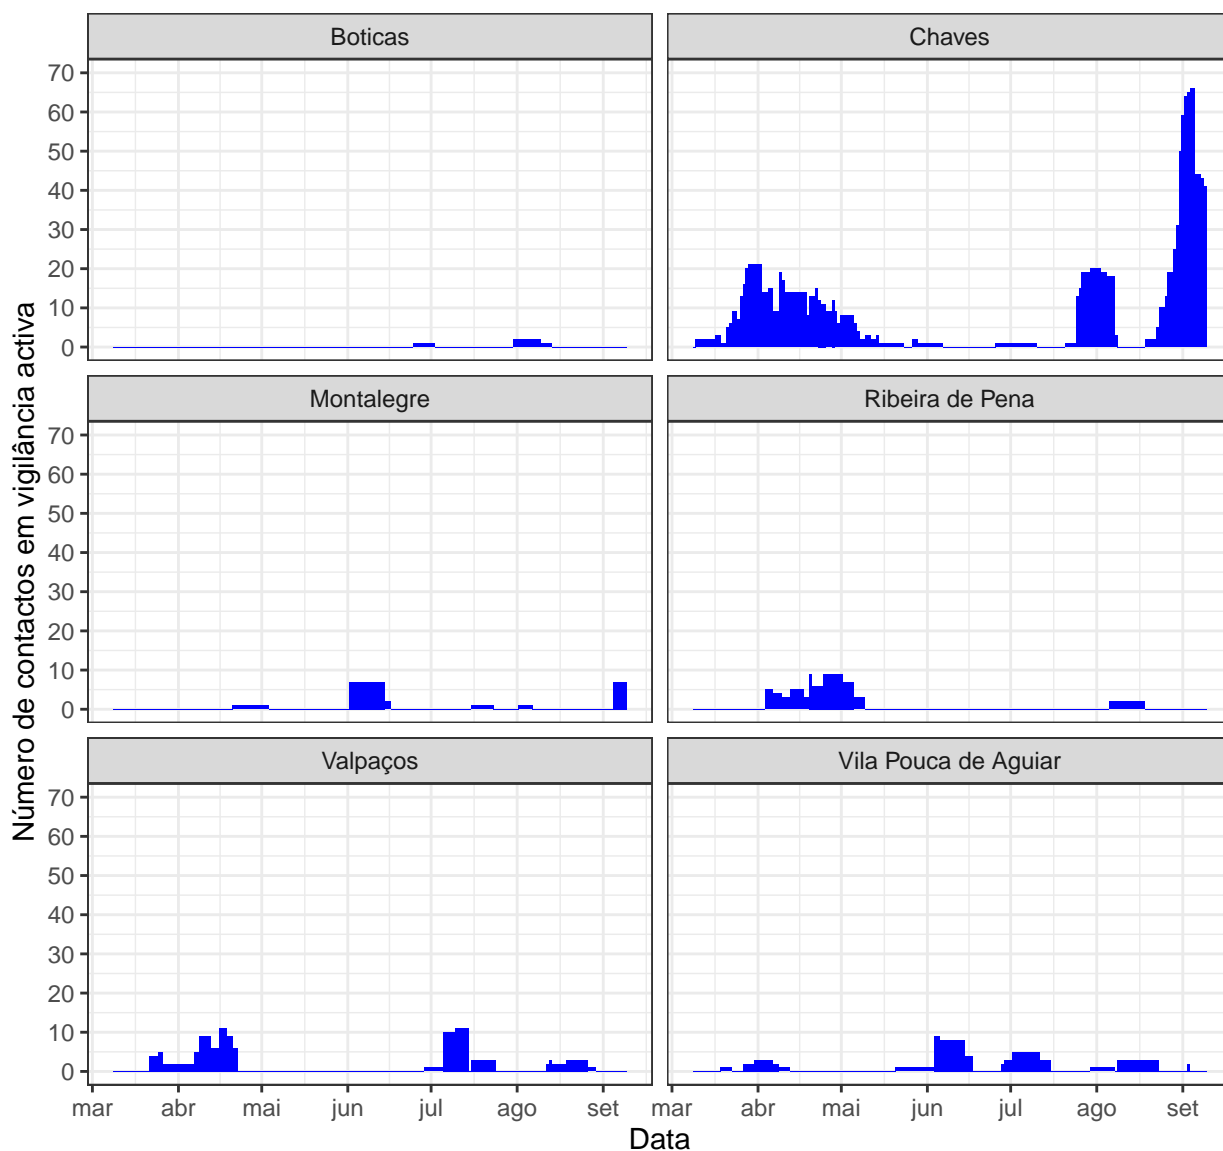 Boticas
Chaves
70
60
50
40
30
20
10
0
Montalegre
Ribeira de Pena
70
60
50
40
30
20
10
0
Valpaços
Vila Pouca de Aguiar
70
60
50
40
30
20
10
0
mar abr mai jun jul ago set
mar abr mai jun jul ago set
Data
Número de contactos em vigilância activa